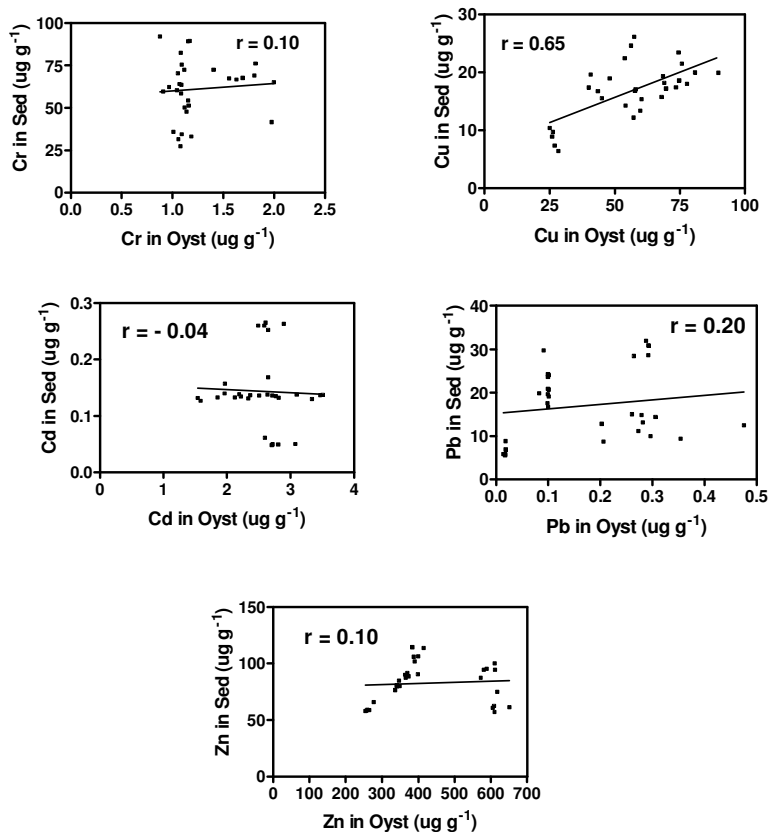 Cr in Sed (ug g⁻¹)
100
75
50
25
0
r = 0.10
0.0 0.5 1.0 1.5 2.0 2.5
Cr in Oyst (ug g⁻¹)
Cu in Sed (ug g⁻¹)
30
20
10
0
r = 0.65
0 25 50 75 100
Cu in Oyst (ug g⁻¹)
Cd in Sed (ug g⁻¹)
0.3
0.2
0.1
0.0
r = - 0.04
0 1 2 3 4
Cd in Oyst (ug g⁻¹)
Pb in Sed (ug g⁻¹)
40
30
20
10
0
r = 0.20
0.0 0.1 0.2 0.3 0.4 0.5
Pb in Oyst (ug g⁻¹)
Zn in Sed (ug g⁻¹)
150
100
50
0
r = 0.10
0 100 200 300 400 500 600 700
Zn in Oyst (ug g⁻¹)